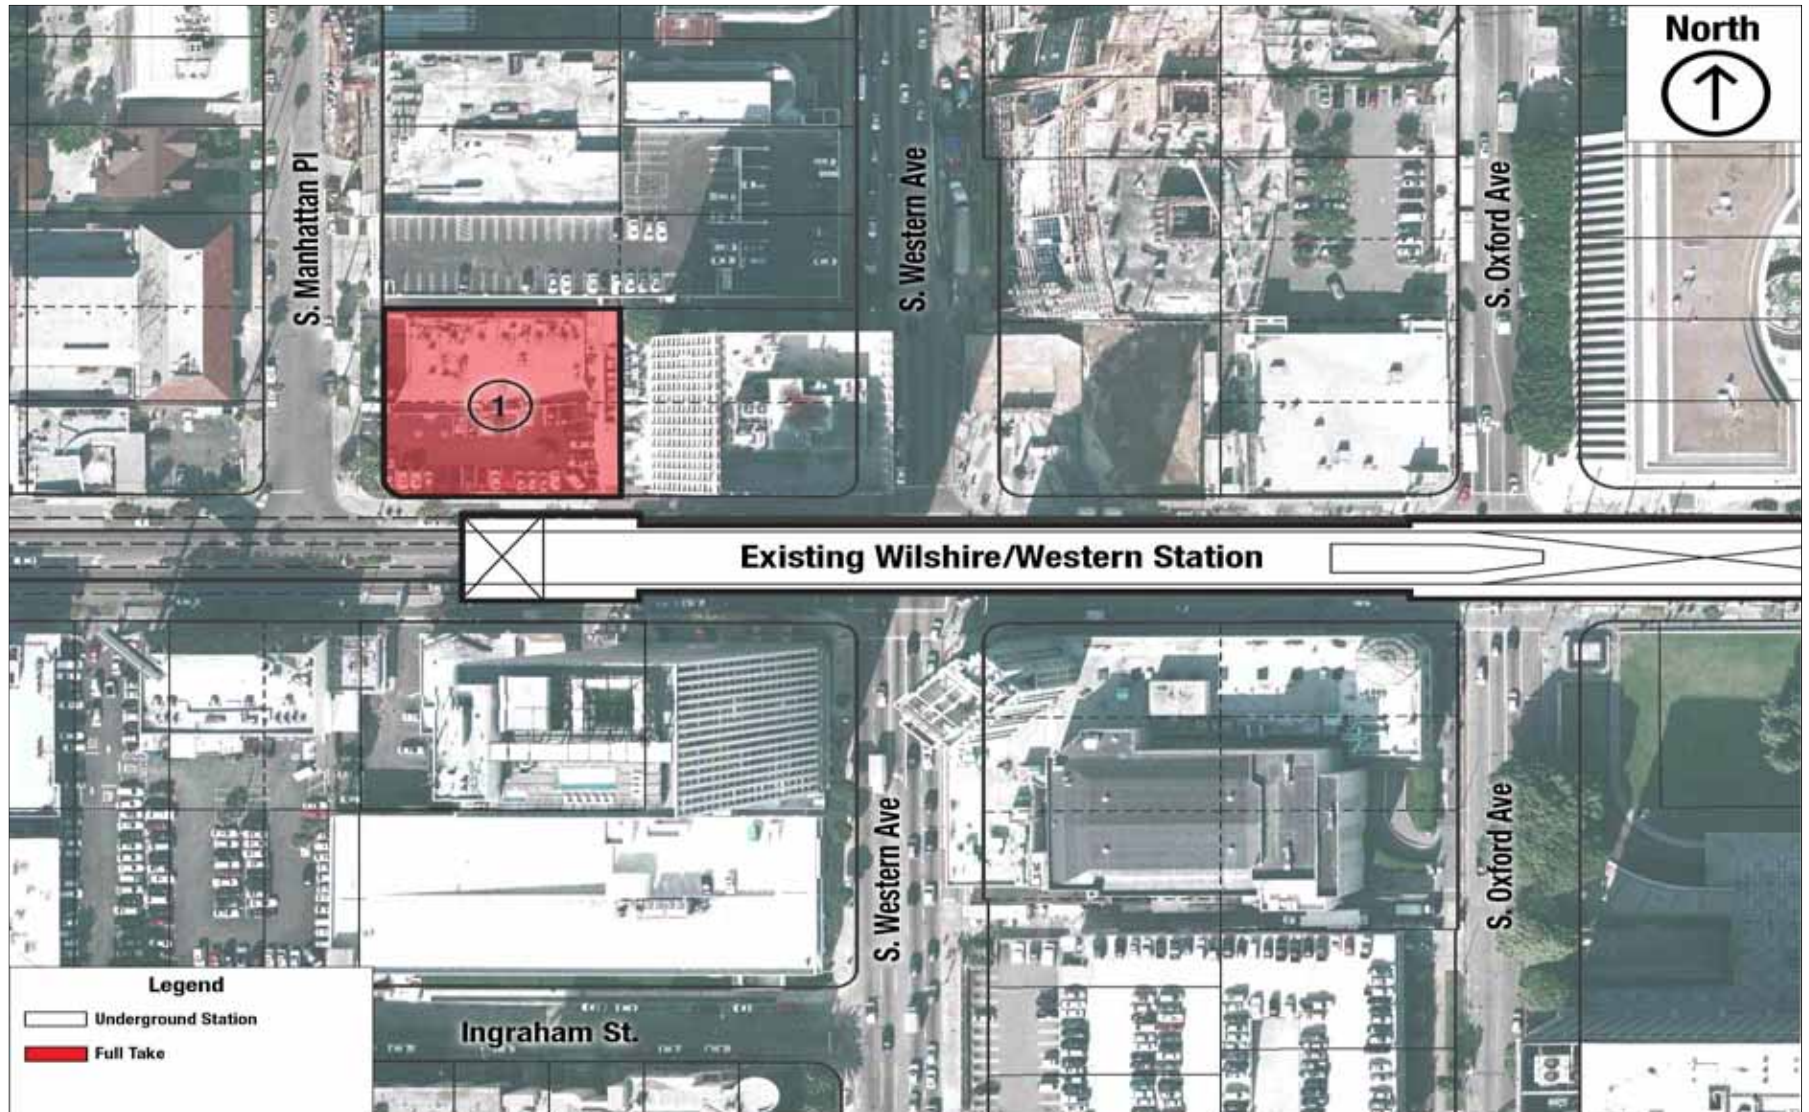 North
S. Manhattan Pl
S. Western Ave
S. Oxford Ave
1
Existing Wilshire/Western Station
S. Western Ave
S. Oxford Ave
Legend
Underground Station
Full Take
Ingraham St.